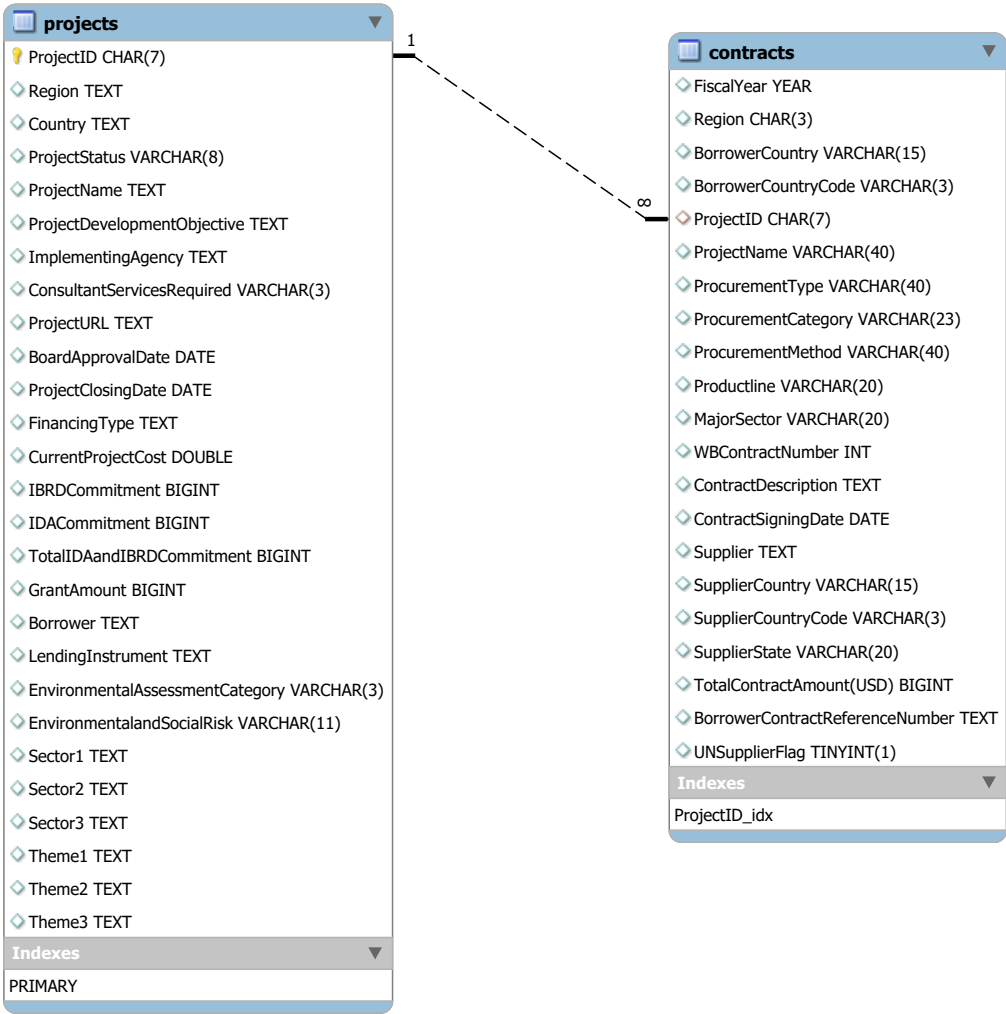 projects
ProjectID CHAR(7)
Region TEXT
Country TEXT
ProjectStatus VARCHAR(8)
ProjectName TEXT
ProjectDevelopmentObjective TEXT
ImplementingAgency TEXT
ConsultantServicesRequired VARCHAR(3)
ProjectURL TEXT
BoardApprovalDate DATE
ProjectClosingDate DATE
FinancingType TEXT
CurrentProjectCost DOUBLE
IBRDCommitment BIGINT
IDACommitment BIGINT
TotalIDAandIBRDCommitment BIGINT
GrantAmount BIGINT
Borrower TEXT
LendingInstrument TEXT
EnvironmentalAssessmentCategory VARCHAR(3)
EnvironmentalandSocialRisk VARCHAR(11)
Sector1 TEXT
Sector2 TEXT
Sector3 TEXT
Theme1 TEXT
Theme2 TEXT
Theme3 TEXT
Indexes
PRIMARY
1
∞
contracts
FiscalYear YEAR
Region CHAR(3)
BorrowerCountry VARCHAR(15)
BorrowerCountryCode VARCHAR(3)
ProjectID CHAR(7)
ProjectName VARCHAR(40)
ProcurementType VARCHAR(40)
ProcurementCategory VARCHAR(23)
ProcurementMethod VARCHAR(40)
Productline VARCHAR(20)
MajorSector VARCHAR(20)
WBContractNumber INT
ContractDescription TEXT
ContractSigningDate DATE
Supplier TEXT
SupplierCountry VARCHAR(15)
SupplierCountryCode VARCHAR(3)
SupplierState VARCHAR(20)
TotalContractAmount(USD) BIGINT
BorrowerContractReferenceNumber TEXT
UNSupplierFlag TINYINT(1)
Indexes
ProjectID_idx